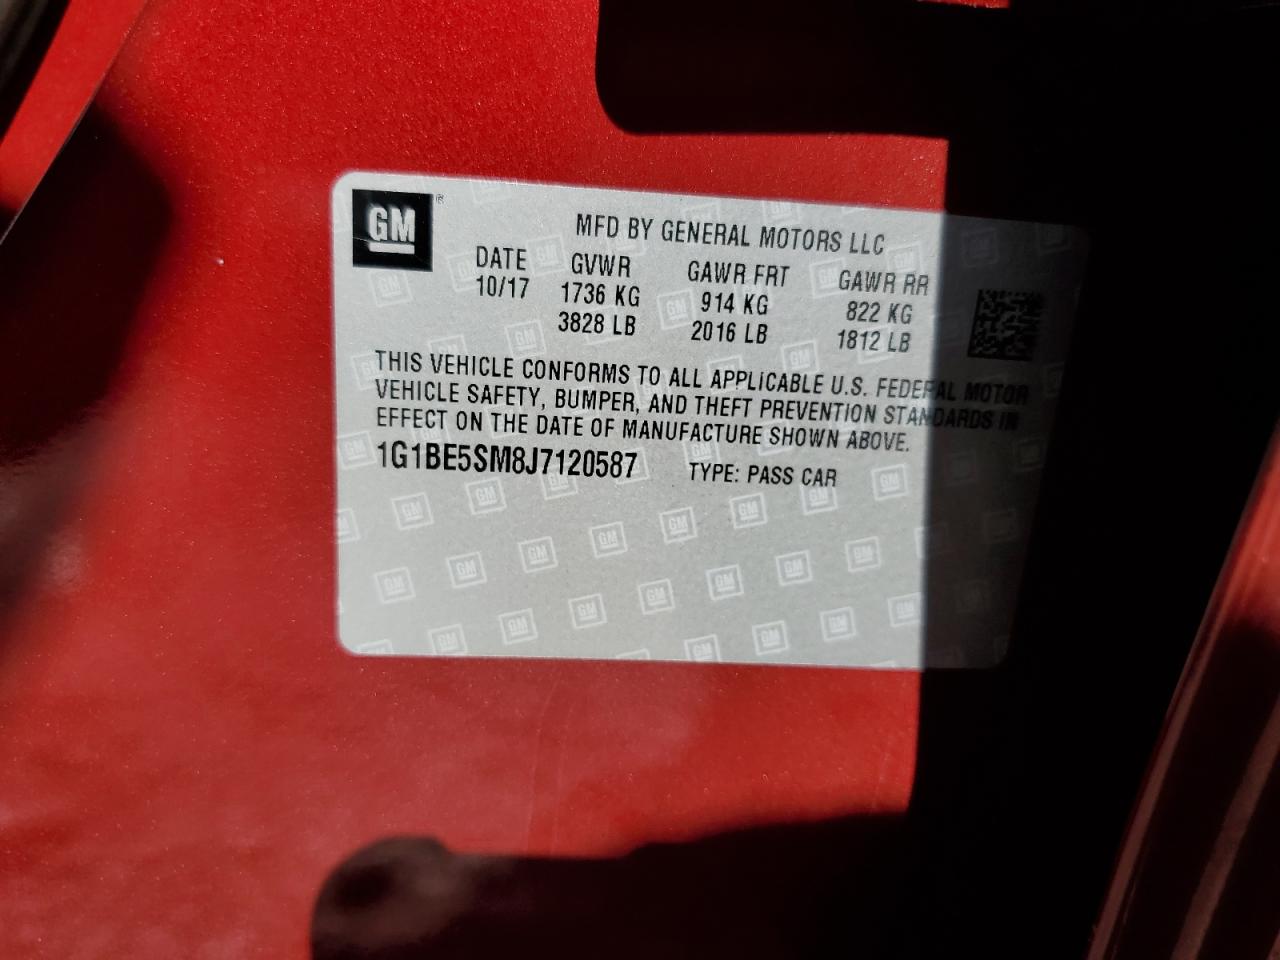 GM®
MFD BY GENERAL MOTORS LLC
DATE GVWR GAWR FRT GAWR RR
10/17 1736 KG 914 KG 822 KG
3828 LB 2016 LB 1812 LB
THIS VEHICLE CONFORMS TO ALL APPLICABLE U.S. FEDERAL MOTOR
VEHICLE SAFETY, BUMPER, AND THEFT PREVENTION STANDARDS IN
EFFECT ON THE DATE OF MANUFACTURE SHOWN ABOVE.
1G1BE5SM8J7120587 TYPE: PASS CAR